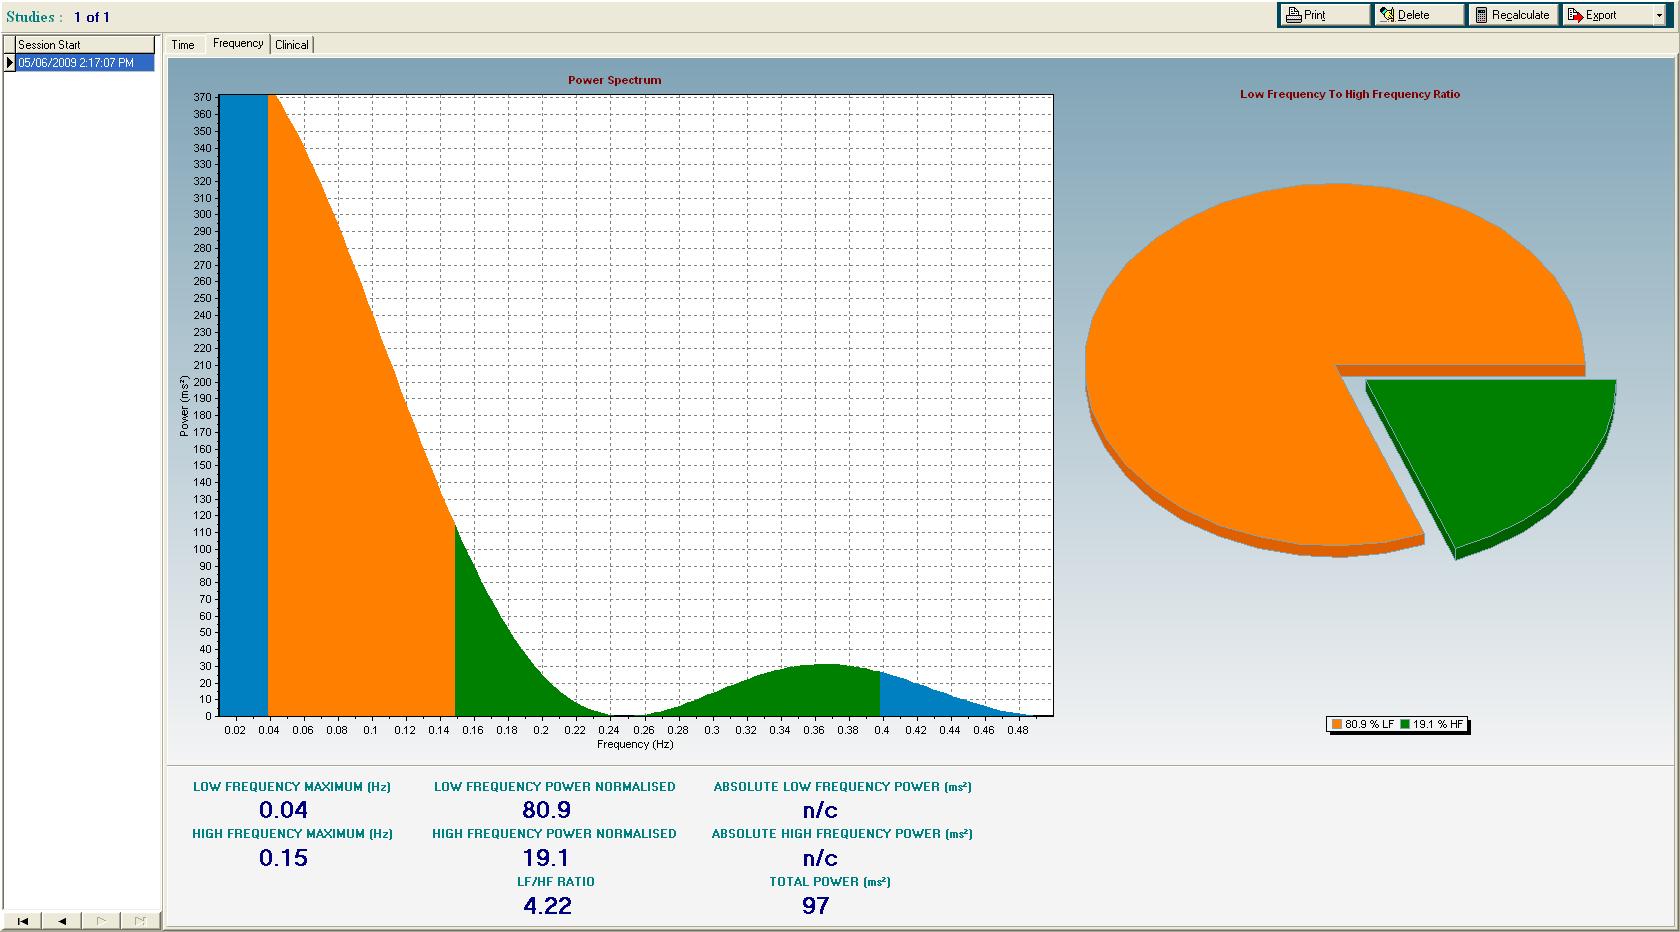 Studies : 1 of 1
Print Delete Recalculate Export
Session Start
05/06/2009 2:17:07 PM
Time Frequency Clinical
Power Spectrum
Low Frequency To High Frequency Ratio
370
360
350
340
330
320
310
300
290
280
270
260
250
240
230
220
210
200
190
180
170
160
150
140
130
120
110
100
90
80
70
60
50
40
30
20
10
0
Power (ms²)
0.02 0.04 0.06 0.08 0.1 0.12 0.14 0.16 0.18 0.2 0.22 0.24 0.26 0.28 0.3 0.32 0.34 0.36 0.38 0.4 0.42 0.44 0.46 0.48
Frequency (Hz)
80.9 % LF 19.1 % HF
LOW FREQUENCY MAXIMUM (Hz) LOW FREQUENCY POWER NORMALISED ABSOLUTE LOW FREQUENCY POWER (ms²)
0.04 80.9 n/c
HIGH FREQUENCY MAXIMUM (Hz) HIGH FREQUENCY POWER NORMALISED ABSOLUTE HIGH FREQUENCY POWER (ms²)
0.15 19.1 n/c
LF/HF RATIO TOTAL POWER (ms²)
4.22 97